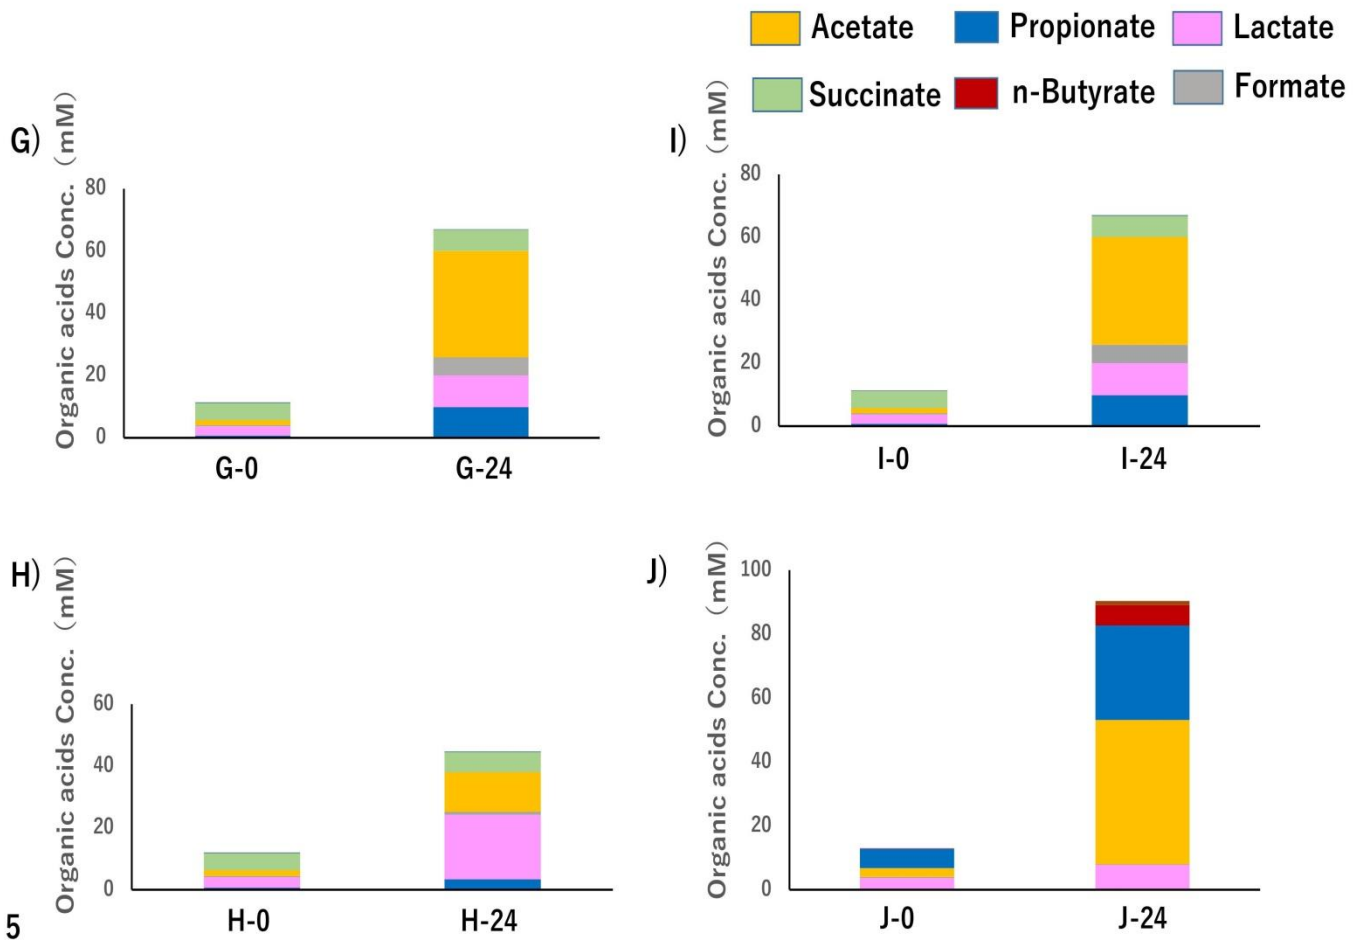 Acetate
Propionate
Lactate
Succinate
n-Butyrate
Formate
G)
Organic acids Conc.（mM）
80
60
40
20
0
G-0
G-24
I)
Organic acids Conc.（mM）
80
60
40
20
0
I-0
I-24
H)
Organic acids Conc.（mM）
60
40
20
0
H-0
H-24
J)
Organic acids Conc.（mM）
100
80
60
40
20
0
J-0
J-24
5